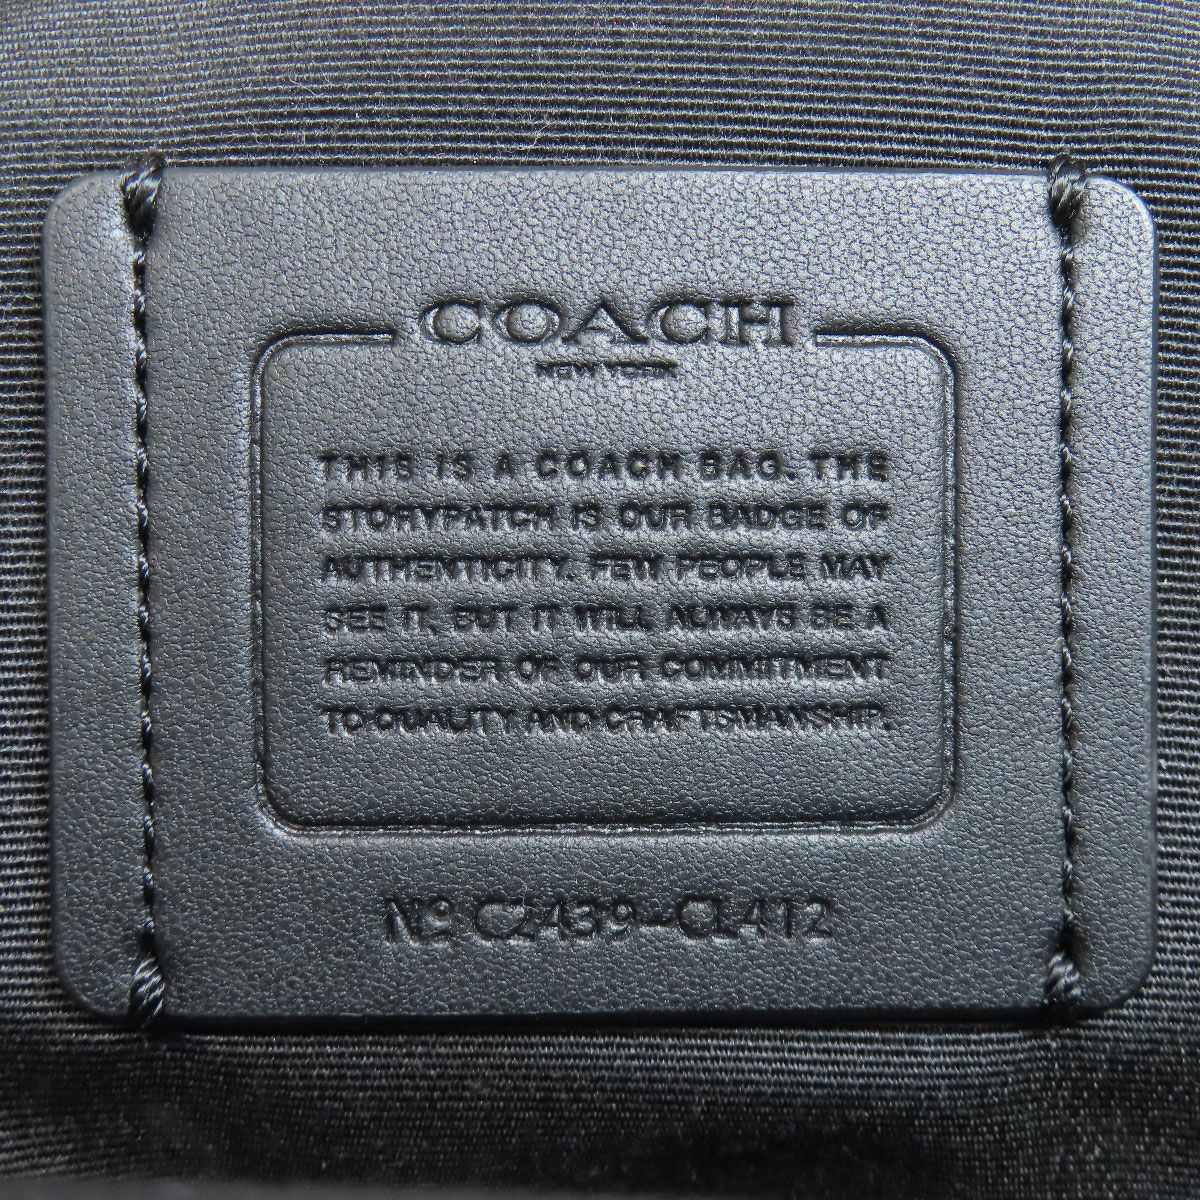 COACH
NEW YORK
THIS IS A COACH BAG. THE
STORYPATCH IS OUR BADGE OF
AUTHENTICITY. FEW PEOPLE MAY
SEE IT, BUT IT WILL ALWAYS BE A
REMINDER OF OUR COMMITMENT
TO QUALITY AND CRAFTSMANSHIP.
Nº C2439-CL412